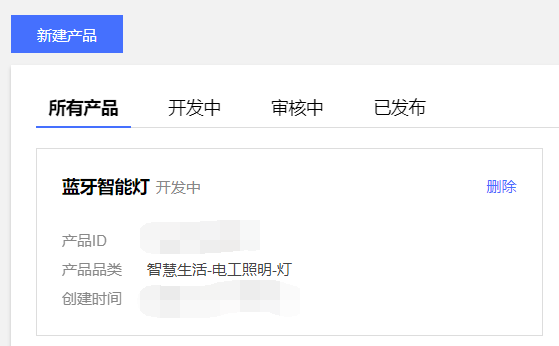 新建产品
所有产品 开发中 审核中 已发布
蓝牙智能灯 开发中 删除
产品ID
产品品类 智慧生活-电工照明-灯
创建时间